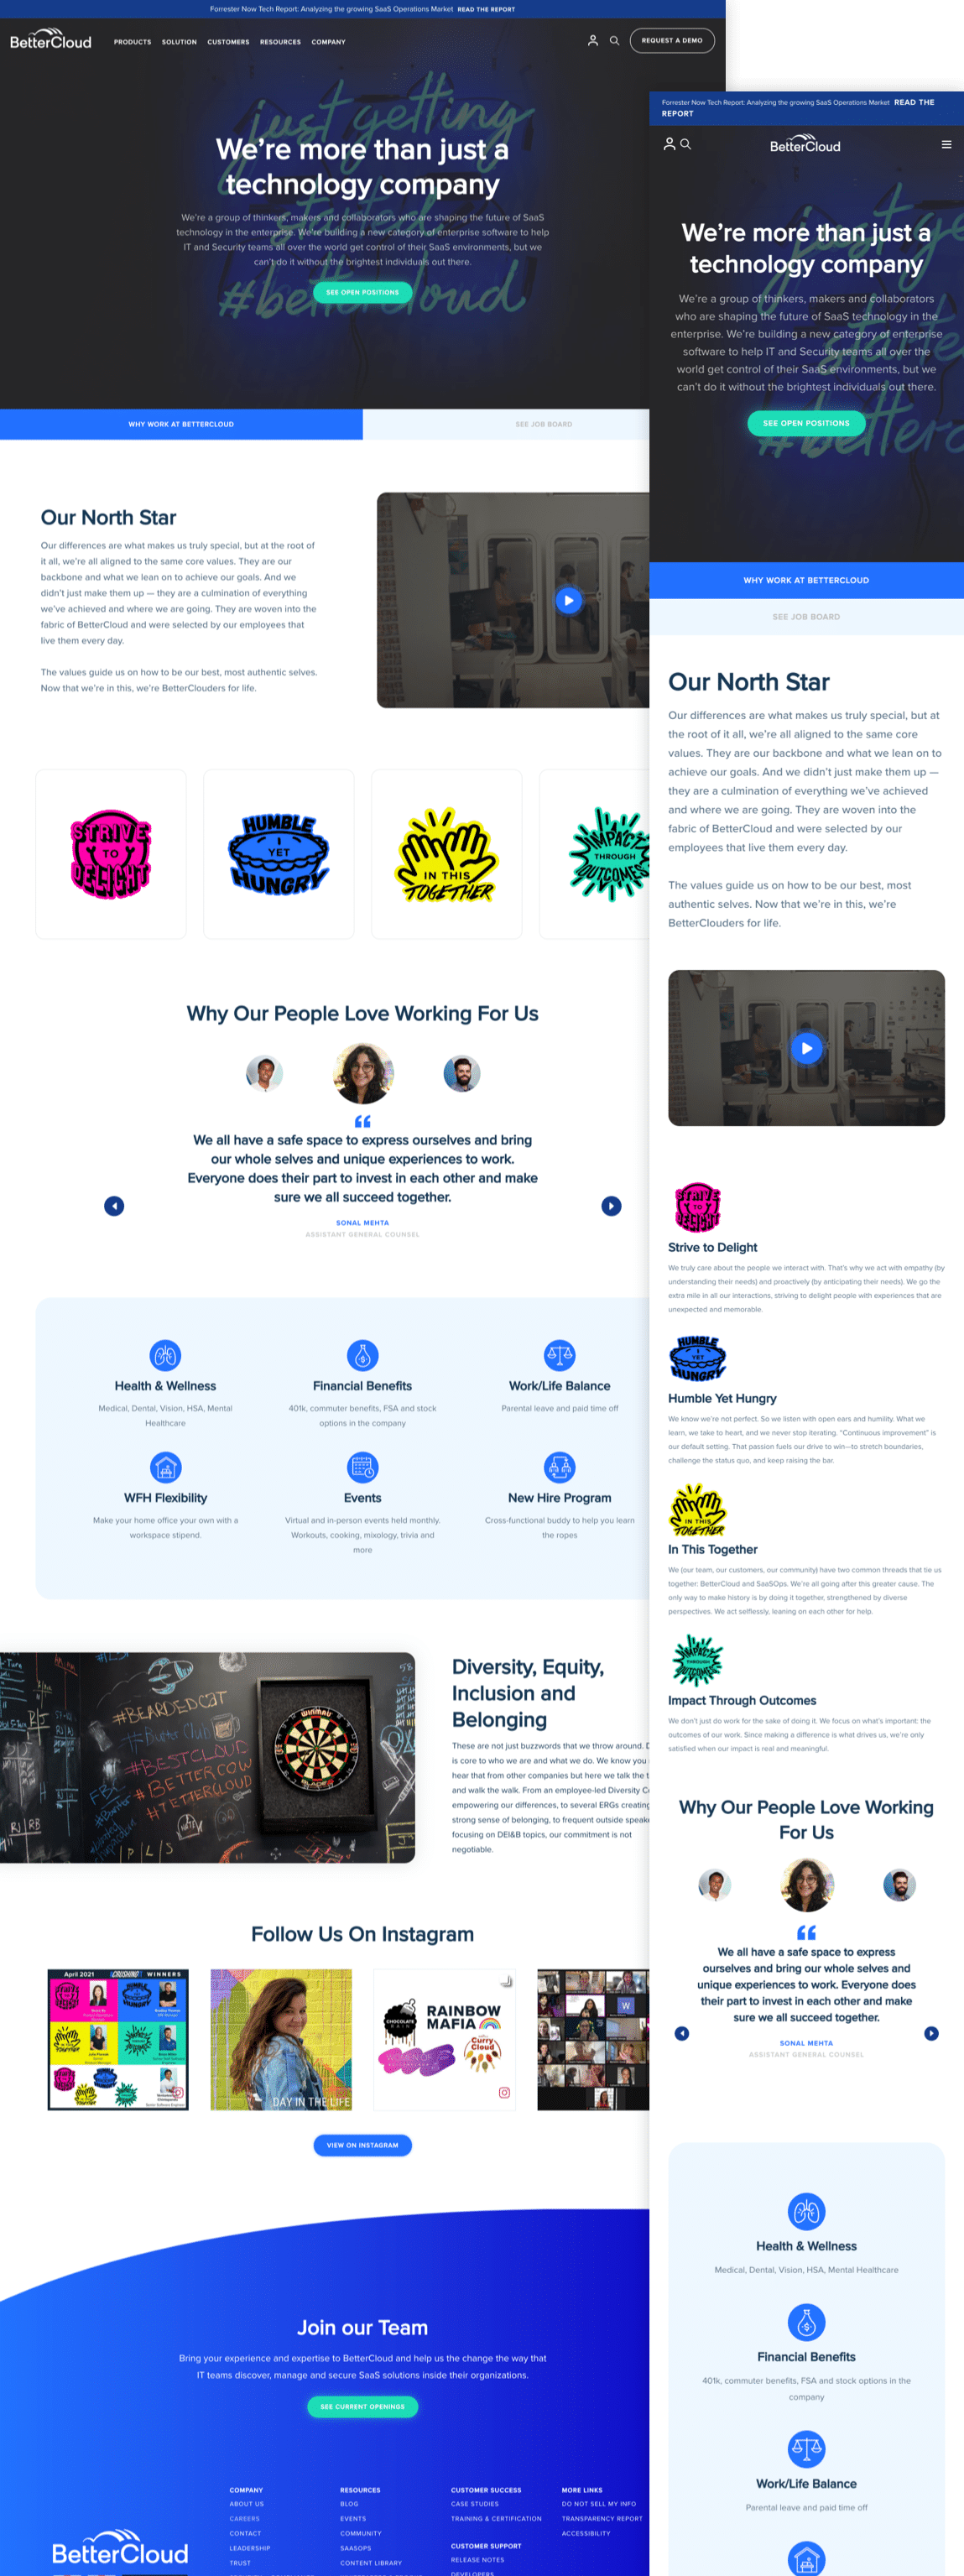 Forrester Now Tech Report: Analyzing the growing SaaS Operations Market READ THE REPORT
BetterCloud
PRODUCTS SOLUTION CUSTOMERS RESOURCES COMPANY
REQUEST A DEMO
just getting
started
#bettercloud
We're more than just a
technology company
We're a group of thinkers, makers and collaborators who are shaping the future of SaaS
technology in the enterprise. We're building a new category of enterprise software to help
IT and Security teams all over the world get control of their SaaS environments, but we
can't do it without the brightest individuals out there.
SEE OPEN POSITIONS
WHY WORK AT BETTERCLOUD
SEE JOB BOARD
Our North Star
Our differences are what makes us truly special, but at the root of
it all, we're all aligned to the same core values. They are our
backbone and what we lean on to achieve our goals. And we
didn't just make them up — they are a culmination of everything
we've achieved and where we are going. They are woven into the
fabric of BetterCloud and were selected by our employees that
live them every day.
The values guide us on how to be our best, most authentic selves.
Now that we're in this, we're BetterClouders for life.
STRIVE
TO
DELIGHT
HUMBLE
YET
HUNGRY
IN THIS
TOGETHER
IMPACT
THROUGH
OUTCOMES
Why Our People Love Working For Us
We all have a safe space to express ourselves and bring
our whole selves and unique experiences to work.
Everyone does their part to invest in each other and make
sure we all succeed together.
SONAL MEHTA
ASSISTANT GENERAL COUNSEL
Health & Wellness
Medical, Dental, Vision, HSA, Mental
Healthcare
Financial Benefits
401k, commuter benefits, FSA and stock
options in the company
Work/Life Balance
Parental leave and paid time off
WFH Flexibility
Make your home office your own with a
workspace stipend.
Events
Virtual and in-person events held monthly.
Workouts, cooking, mixology, trivia and
more
New Hire Program
Cross-functional buddy to help you learn
the ropes
#BEARDEDCAT
#BESTCLOUD
#BETTERCOW
#TETTERCLOUD
WINMAU
Diversity, Equity,
Inclusion and
Belonging
These are not just buzzwords that we throw around.
is core to who we are and what we do. We know you
hear that from other companies but here we talk the
and walk the walk. From an employee-led Diversity
empowering our differences, to several ERGs creating
strong sense of belonging, to frequent outside
focusing on DEI&B topics, our commitment is not
negotiable.
Follow Us On Instagram
April 2021 CRUSHING WINNERS
DAY IN THE LIFE
CHOCOLATE
RAINBOW
MAFIA
Curry
Cloud
W
VIEW ON INSTAGRAM
Join our Team
Bring your experience and expertise to BetterCloud and help us the change the way that
IT teams discover, manage and secure SaaS solutions inside their organizations.
SEE CURRENT OPENINGS
BetterCloud
COMPANY
ABOUT US
CAREERS
CONTACT
LEADERSHIP
TRUST
RESOURCES
BLOG
EVENTS
COMMUNITY
SAASOPS
CONTENT LIBRARY
CUSTOMER SUCCESS
CASE STUDIES
TRAINING & CERTIFICATION
CUSTOMER SUPPORT
RELEASE NOTES
DEVELOPERS
MORE LINKS
DO NOT SELL MY INFO
TRANSPARENCY REPORT
ACCESSIBILITY
Forrester Now Tech Report: Analyzing the growing SaaS Operations Market READ THE
REPORT
BetterCloud
We're more than just a
technology company
We're a group of thinkers, makers and collaborators
who are shaping the future of SaaS technology in the
enterprise. We're building a new category of enterprise
software to help IT and Security teams all over the
world get control of their SaaS environments, but we
can't do it without the brightest individuals out there.
SEE OPEN POSITIONS
WHY WORK AT BETTERCLOUD
SEE JOB BOARD
Our North Star
Our differences are what makes us truly special, but at
the root of it all, we're all aligned to the same core
values. They are our backbone and what we lean on to
achieve our goals. And we didn't just make them up —
they are a culmination of everything we've achieved
and where we are going. They are woven into the
fabric of BetterCloud and were selected by our
employees that live them every day.
The values guide us on how to be our best, most
authentic selves. Now that we're in this, we're
BetterClouders for life.
STRIVE
TO
DELIGHT
Strive to Delight
We truly care about the people we interact with. That's why we act with empathy (by
understanding their needs) and proactively (by anticipating their needs). We go the
extra mile in all our interactions, striving to delight people with experiences that are
unexpected and memorable.
HUMBLE
YET
HUNGRY
Humble Yet Hungry
We know we're not perfect. So we listen with open ears and humility. What we
learn, we take to heart, and we never stop iterating. "Continuous improvement" is
our default setting. That passion fuels our drive to win—to stretch boundaries,
challenge the status quo, and keep raising the bar.
IN THIS
TOGETHER
In This Together
We (our team, our customers, our community) have two common threads that tie us
together: BetterCloud and SaaSOps. We're all going after this greater cause. The
only way to make history is by doing it together, strengthened by diverse
perspectives. We act selflessly, leaning on each other for help.
IMPACT
THROUGH
OUTCOMES
Impact Through Outcomes
We don't just do work for the sake of doing it. We focus on what's important: the
outcomes of our work. Since making a difference is what drives us, we're only
satisfied when our impact is real and meaningful.
Why Our People Love Working
For Us
We all have a safe space to express
ourselves and bring our whole selves and
unique experiences to work. Everyone does
their part to invest in each other and make
sure we all succeed together.
SONAL MEHTA
ASSISTANT GENERAL COUNSEL
Health & Wellness
Medical, Dental, Vision, HSA, Mental Healthcare
Financial Benefits
401k, commuter benefits, FSA and stock options in the
company
Work/Life Balance
Parental leave and paid time off